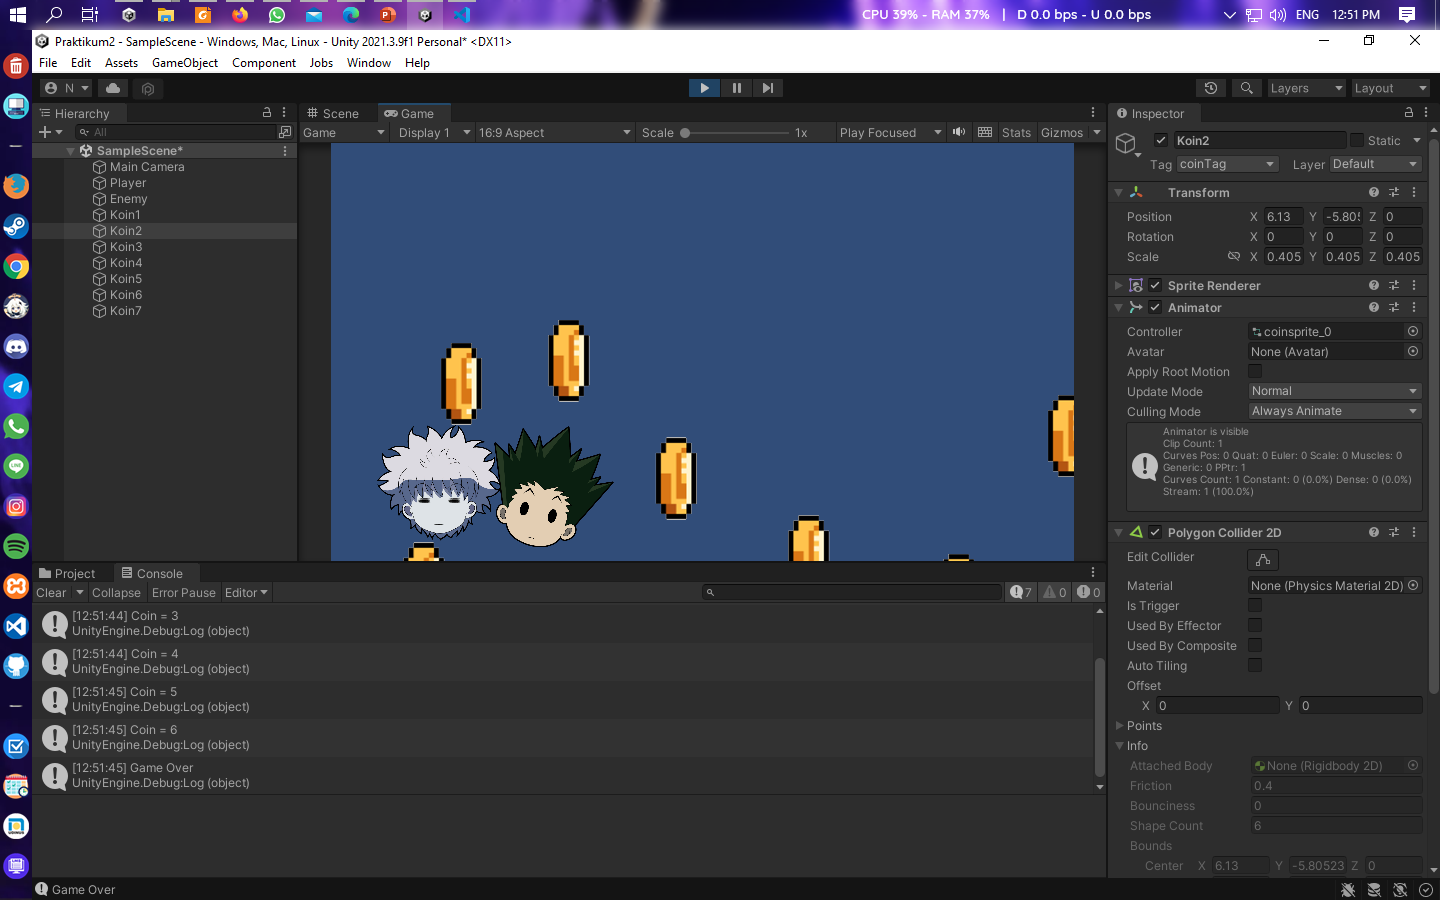 CPU 39% - RAM 37% | D 0.0 bps - U 0.0 bps
ENG 12:51 PM
Praktikum2 - SampleScene - Windows, Mac, Linux - Unity 2021.3.9f1 Personal* <DX11>
File Edit Assets GameObject Component Jobs Window Help
N Layers Layout
Hierarchy
All
SampleScene*
Main Camera
Player
Enemy
Koin1
Koin2
Koin3
Koin4
Koin5
Koin6
Koin7
Scene Game
Game Display 1 16:9 Aspect Scale 1x Play Focused Stats Gizmos
Project Console
Clear Collapse Error Pause Editor 7 0 0
[12:51:44] Coin = 3
UnityEngine.Debug:Log (object)
[12:51:44] Coin = 4
UnityEngine.Debug:Log (object)
[12:51:45] Coin = 5
UnityEngine.Debug:Log (object)
[12:51:45] Coin = 6
UnityEngine.Debug:Log (object)
[12:51:45] Game Over
UnityEngine.Debug:Log (object)
Game Over
Inspector
Koin2 Static
Tag coinTag Layer Default
Transform
Position X 6.13 Y -5.805 Z 0
Rotation X 0 Y 0 Z 0
Scale X 0.405 Y 0.405 Z 0.405
Sprite Renderer
Animator
Controller coinsprite_0
Avatar None (Avatar)
Apply Root Motion
Update Mode Normal
Culling Mode Always Animate
Animator is visible
Clip Count: 1
Curves Pos: 0 Quat: 0 Euler: 0 Scale: 0 Muscles: 0
Generic: 0 PPtr: 1
Curves Count: 1 Constant: 0 (0.0%) Dense: 0 (0.0%)
Stream: 1 (100.0%)
Polygon Collider 2D
Edit Collider
Material None (Physics Material 2D)
Is Trigger
Used By Effector
Used By Composite
Auto Tiling
Offset
X 0 Y 0
Points
Info
Attached Body None (Rigidbody 2D)
Friction 0.4
Bounciness 0
Shape Count 6
Bounds
Center X 6.13 Y -5.80523 Z 0